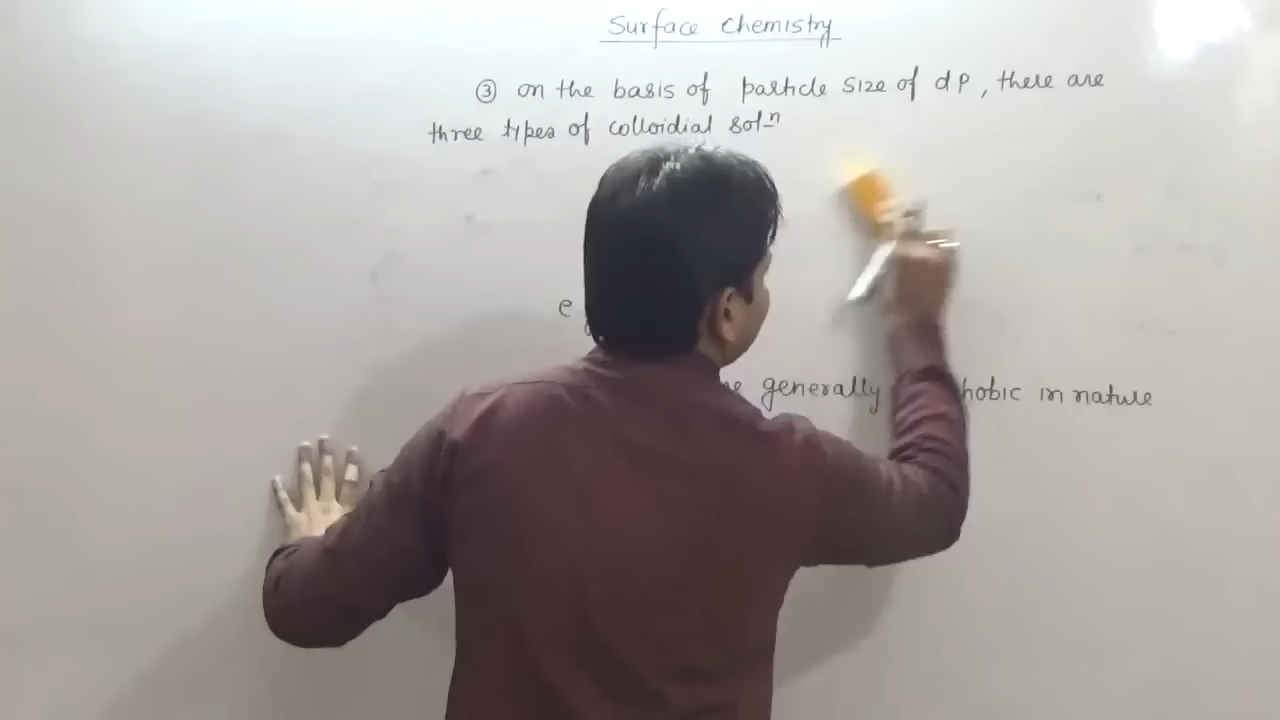 Surface Chemistry
③ on the basis of particle size of dp, there are
three types of colloidial solⁿ
e
generally hobic in nature